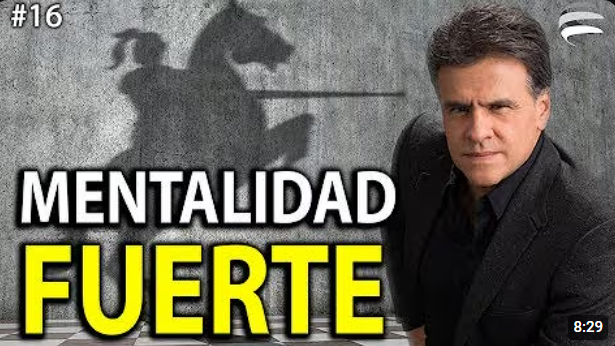 #16
MENTALIDAD
FUERTE
8:29